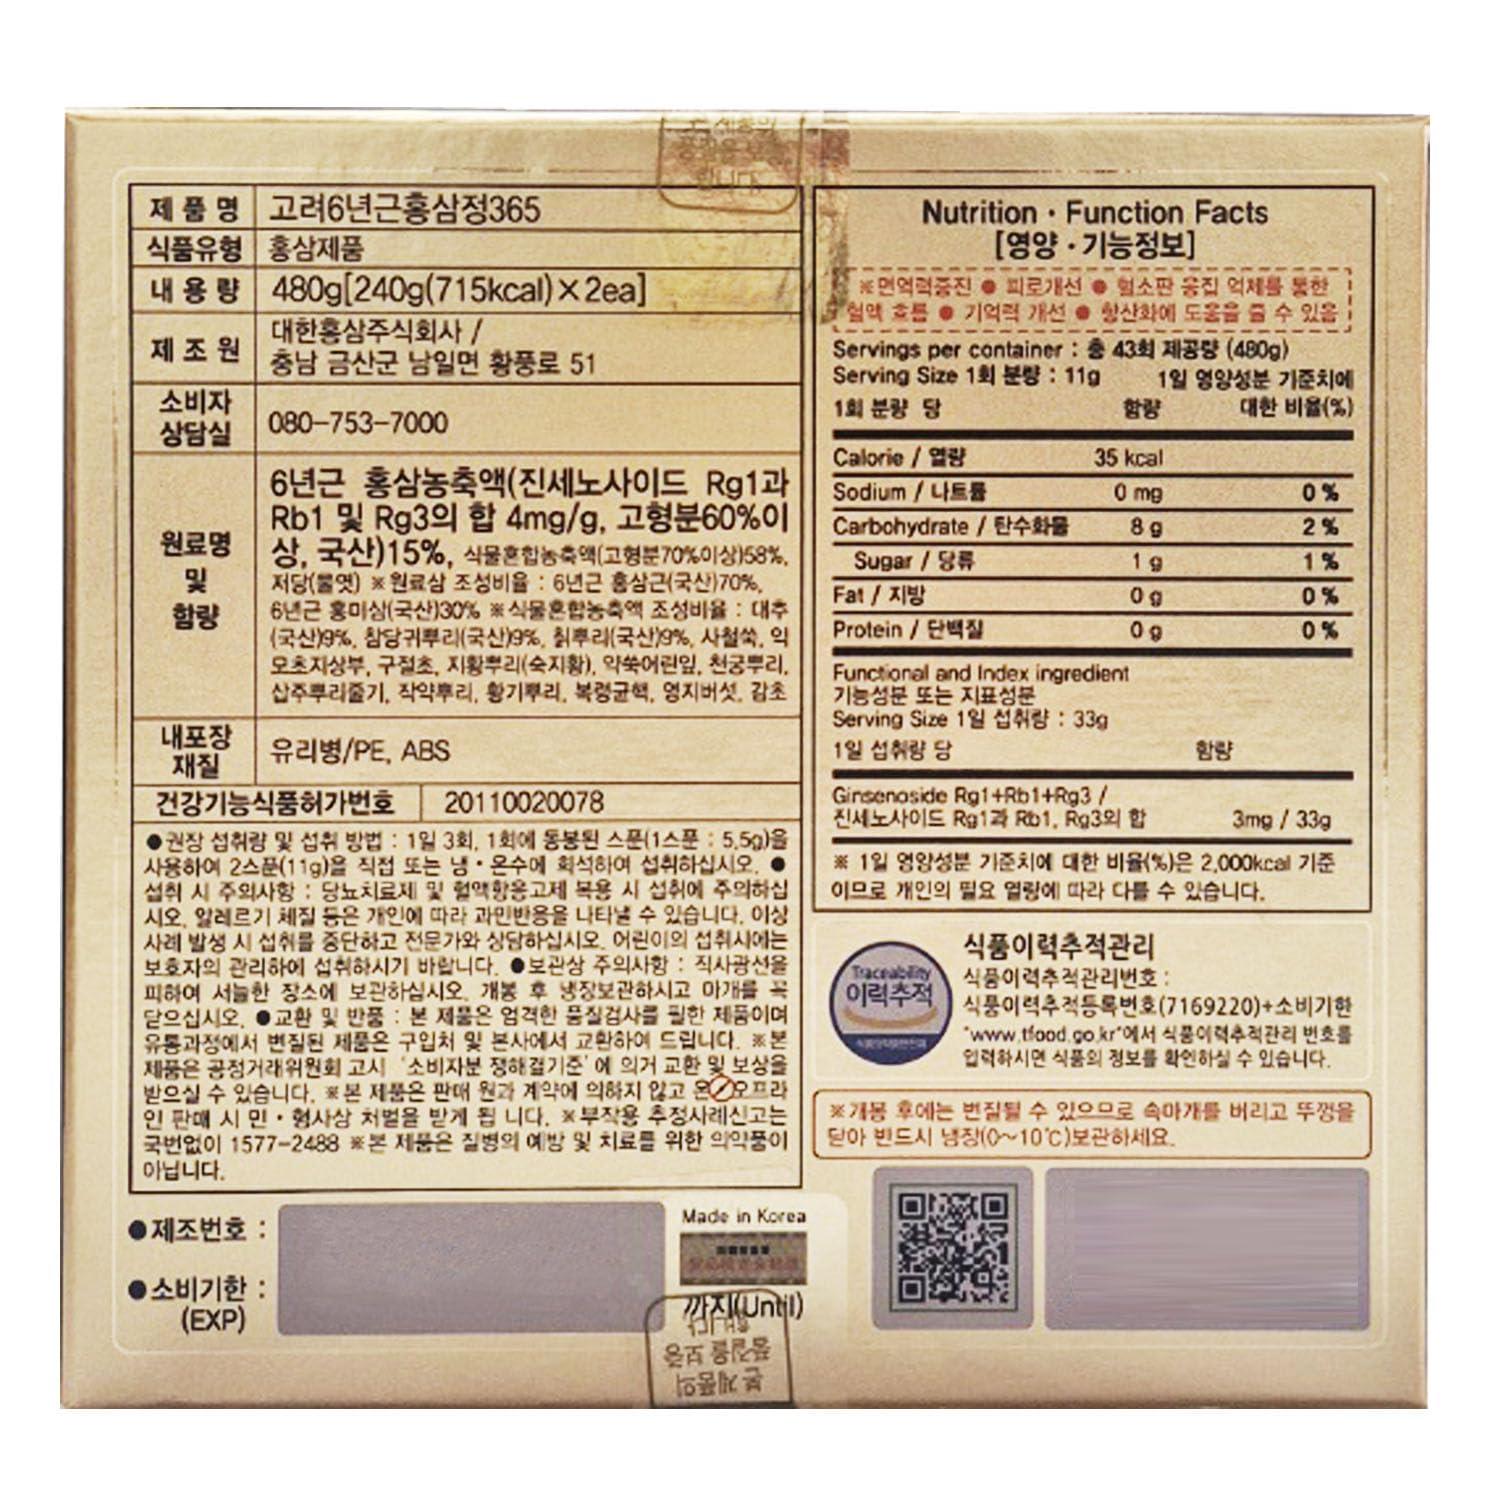 제 품 명 고려6년근홍삼정365
식품유형 홍삼제품
내 용 량 480g[240g(715kcal)×2ea]
제 조 원 대한홍삼주식회사 /
충남 금산군 남일면 황풍로 51
소비자
상담실 080-753-7000
원료명
및
함량
6년근 홍삼농축액(진세노사이드 Rg1과
Rb1 및 Rg3의 합 4mg/g, 고형분60%이
상, 국산)15%, 식물혼합농축액(고형분70%이상)58%,
저당(물엿) ※원료삼 조성비율 : 6년근 홍삼근(국산)70%,
6년근 홍미삼(국산)30% ※식물혼합농축액 조성비율 : 대추
(국산)9%, 참당귀뿌리(국산)9%, 칡뿌리(국산)9%, 사철쑥, 익
모초지상부, 구절초, 지황뿌리(숙지황), 약쑥어린잎, 천궁뿌리,
삽주뿌리줄기, 작약뿌리, 황기뿌리, 복령균핵, 영지버섯, 감초
내포장
재질
유리병/PE, ABS
건강기능식품허가번호 20110020078
●권장 섭취량 및 섭취 방법 : 1일 3회, 1회에 동봉된 스푼(1스푼 : 5.5g)을
사용하여 2스푼(11g)을 직접 또는 냉・온수에 희석하여 섭취하십시오. ●
섭취 시 주의사항 : 당뇨치료제 및 혈액항응고제 복용 시 섭취에 주의하십
시오. 알레르기 체질 등은 개인에 따라 과민반응을 나타낼 수 있습니다. 이상
사례 발생 시 섭취를 중단하고 전문가와 상담하십시오. 어린이의 섭취시에는
보호자의 관리하에 섭취하시기 바랍니다. ●보관상 주의사항 : 직사광선을
피하여 서늘한 장소에 보관하십시오. 개봉 후 냉장보관하시고 마개를 꼭
닫으십시오. ●교환 및 반품 : 본 제품은 엄격한 품질검사를 필한 제품이며
유통과정에서 변질된 제품은 구입처 및 본사에서 교환하여 드립니다. ※본
제품은 공정거래위원회 고시 '소비자분쟁해결기준'에 의거 교환 및 보상을
받으실 수 있습니다. ※본 제품은 판매 원과 계약에 의하지 않고 온 오프라
인 판매 시 민・형사상 처벌을 받게 됩 니다. ※부작용 추정사례신고는
국번없이 1577-2488 ※본 제품은 질병의 예방 및 치료를 위한 의약품이
아닙니다.
●제조번호 :
●소비기한 :
(EXP)
Made in Korea
까지(Until)
합니다
품질을 보증
본 제품의
Nutrition・Function Facts
[영양・기능정보]
※면역력증진 ● 피로개선 ● 혈소판 응집 억제를 통한
혈액 흐름 ● 기억력 개선 ● 항산화에 도움을 줄 수 있음
Servings per container : 총 43회 제공량 (480g)
Serving Size 1회 분량 : 11g 1일 영양성분 기준치에
1회 분량 당 함량 대한 비율(%)
Calorie / 열량 35 kcal
Sodium / 나트륨 0 mg 0 %
Carbohydrate / 탄수화물 8 g 2 %
Sugar / 당류 1 g 1 %
Fat / 지방 0 g 0 %
Protein / 단백질 0 g 0 %
Functional and Index ingredient
기능성분 또는 지표성분
Serving Size 1일 섭취량 : 33g
1일 섭취량 당 함량
Ginsenoside Rg1+Rb1+Rg3 /
진세노사이드 Rg1과 Rb1, Rg3의 합 3mg / 33g
※ 1일 영양성분 기준치에 대한 비율(%)은 2,000kcal 기준
이므로 개인의 필요 열량에 따라 다를 수 있습니다.
Traceability
이력추적
식품이력추적관리
식품이력추적관리번호 :
식품이력추적등록번호(7169220)+소비기한
"www.tfood.go.kr"에서 식품이력추적관리 번호를
입력하시면 식품의 정보를 확인하실 수 있습니다.
※개봉 후에는 변질될 수 있으므로 속마개를 버리고 뚜껑을
닫아 반드시 냉장(0~10℃)보관하세요.